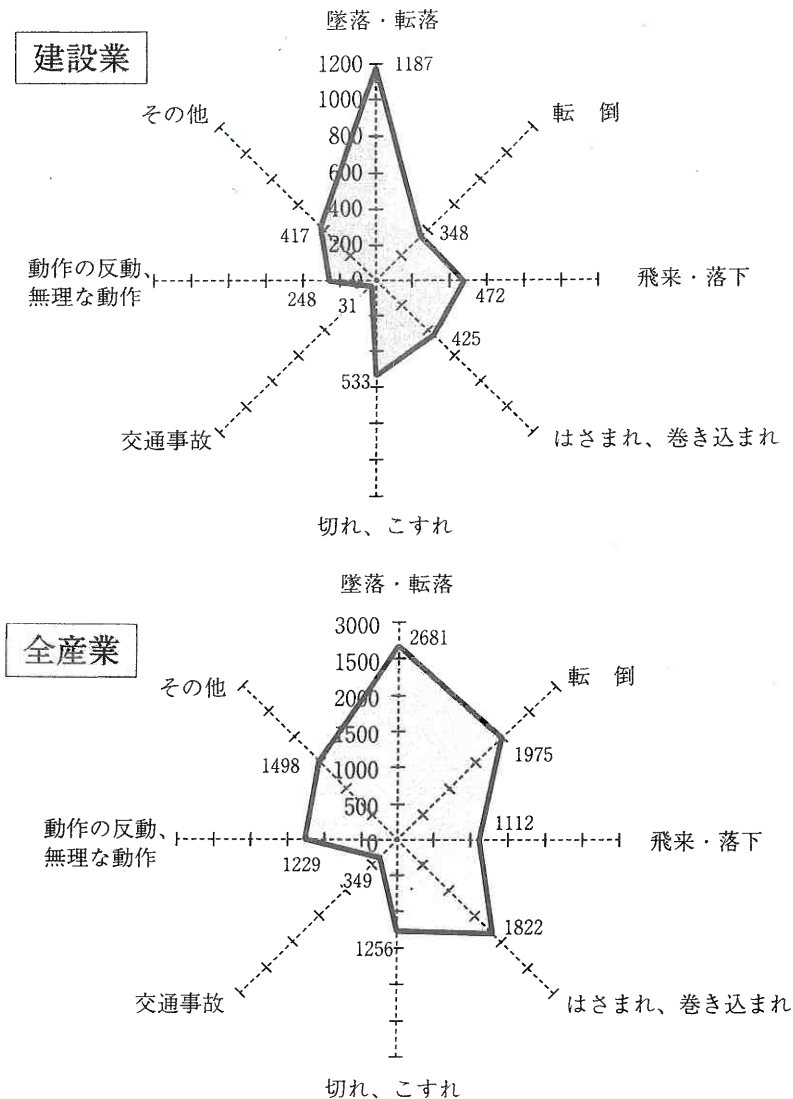 建設業
墜落・転落
1200
1187
1000
800
600
400
200
0
その他
転 倒
417
348
動作の反動、
無理な動作
248
31
472
飛来・落下
425
533
交通事故
はさまれ、巻き込まれ
切れ、こすれ
全産業
墜落・転落
3000
2681
1500
2000
1500
1000
500
0
その他
転 倒
1498
1975
動作の反動、
無理な動作
1229
349
1112
飛来・落下
1822
1256
交通事故
はさまれ、巻き込まれ
切れ、こすれ